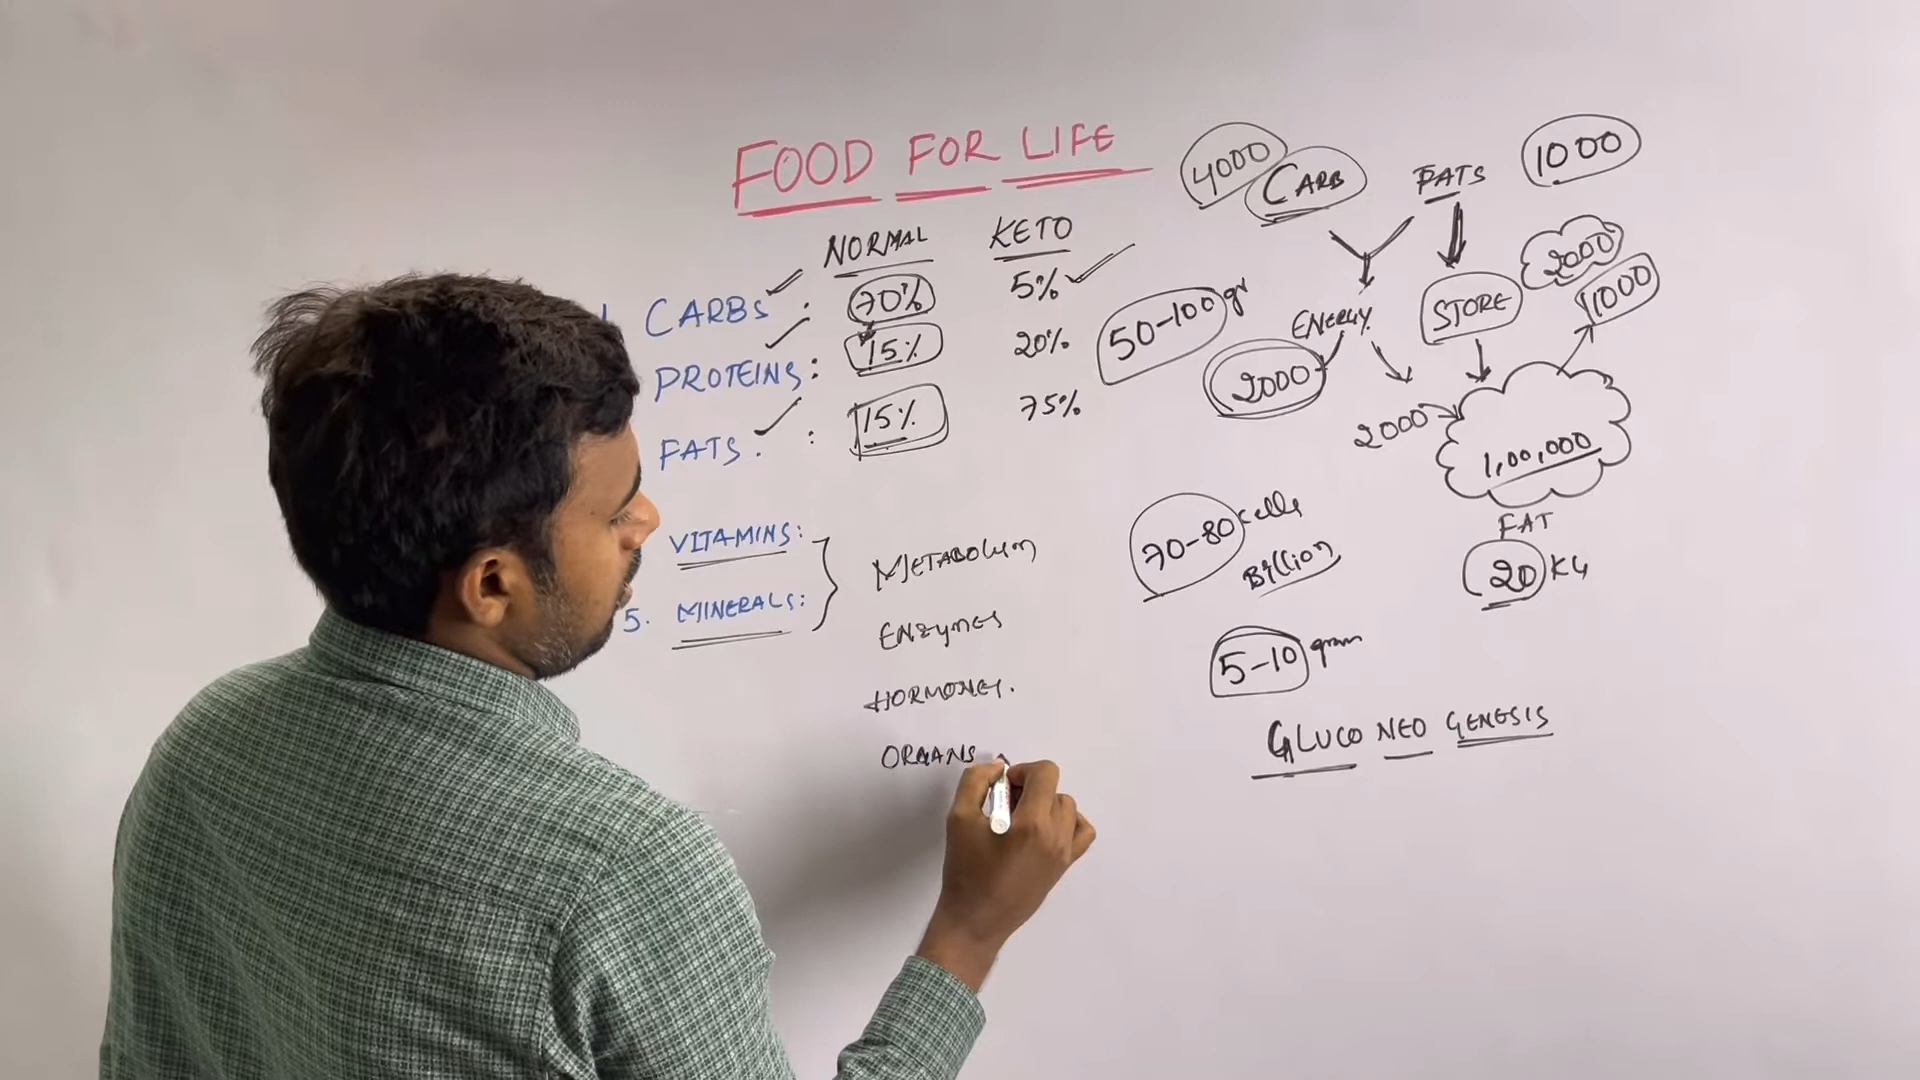 FOOD FOR LIFE
NORMAL KETO
CARBS : 70% 5%
PROTEINS : 15% 20%
FATS. : 15% 75%
VITAMINS:
5. MINERALS:
METABOLISM
ENZYMES
HORMONES.
ORGANS
50-100 gr
70-80 cells
Billion
5-10 gram
GLUCO NEO GENESIS
4000 CARB FATS 1000
ENERGY STORE 2000
1000
2000
2000
1,00,000
FAT
20 KG